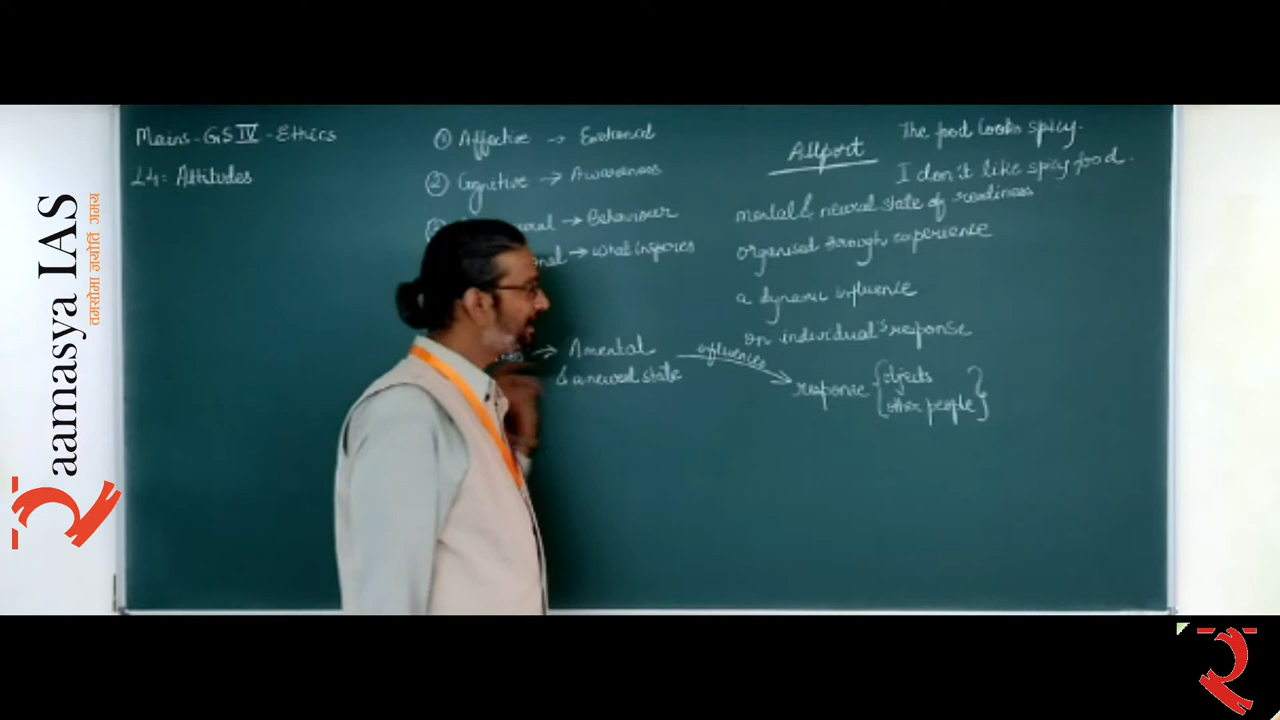 Mains - GS IV - Ethics
L4: Attitudes
① Affective → Emotional
② Cognitive → Awareness
→ Behaviour
→ what inspires
→ A mental
& a neural state
influences
response
objects
other people
Allport
The food looks spicy.
I don't like spicy food.
mental & neural state of readiness
organised through experience
a dynamic influence
on individual's response
aamasya IAS